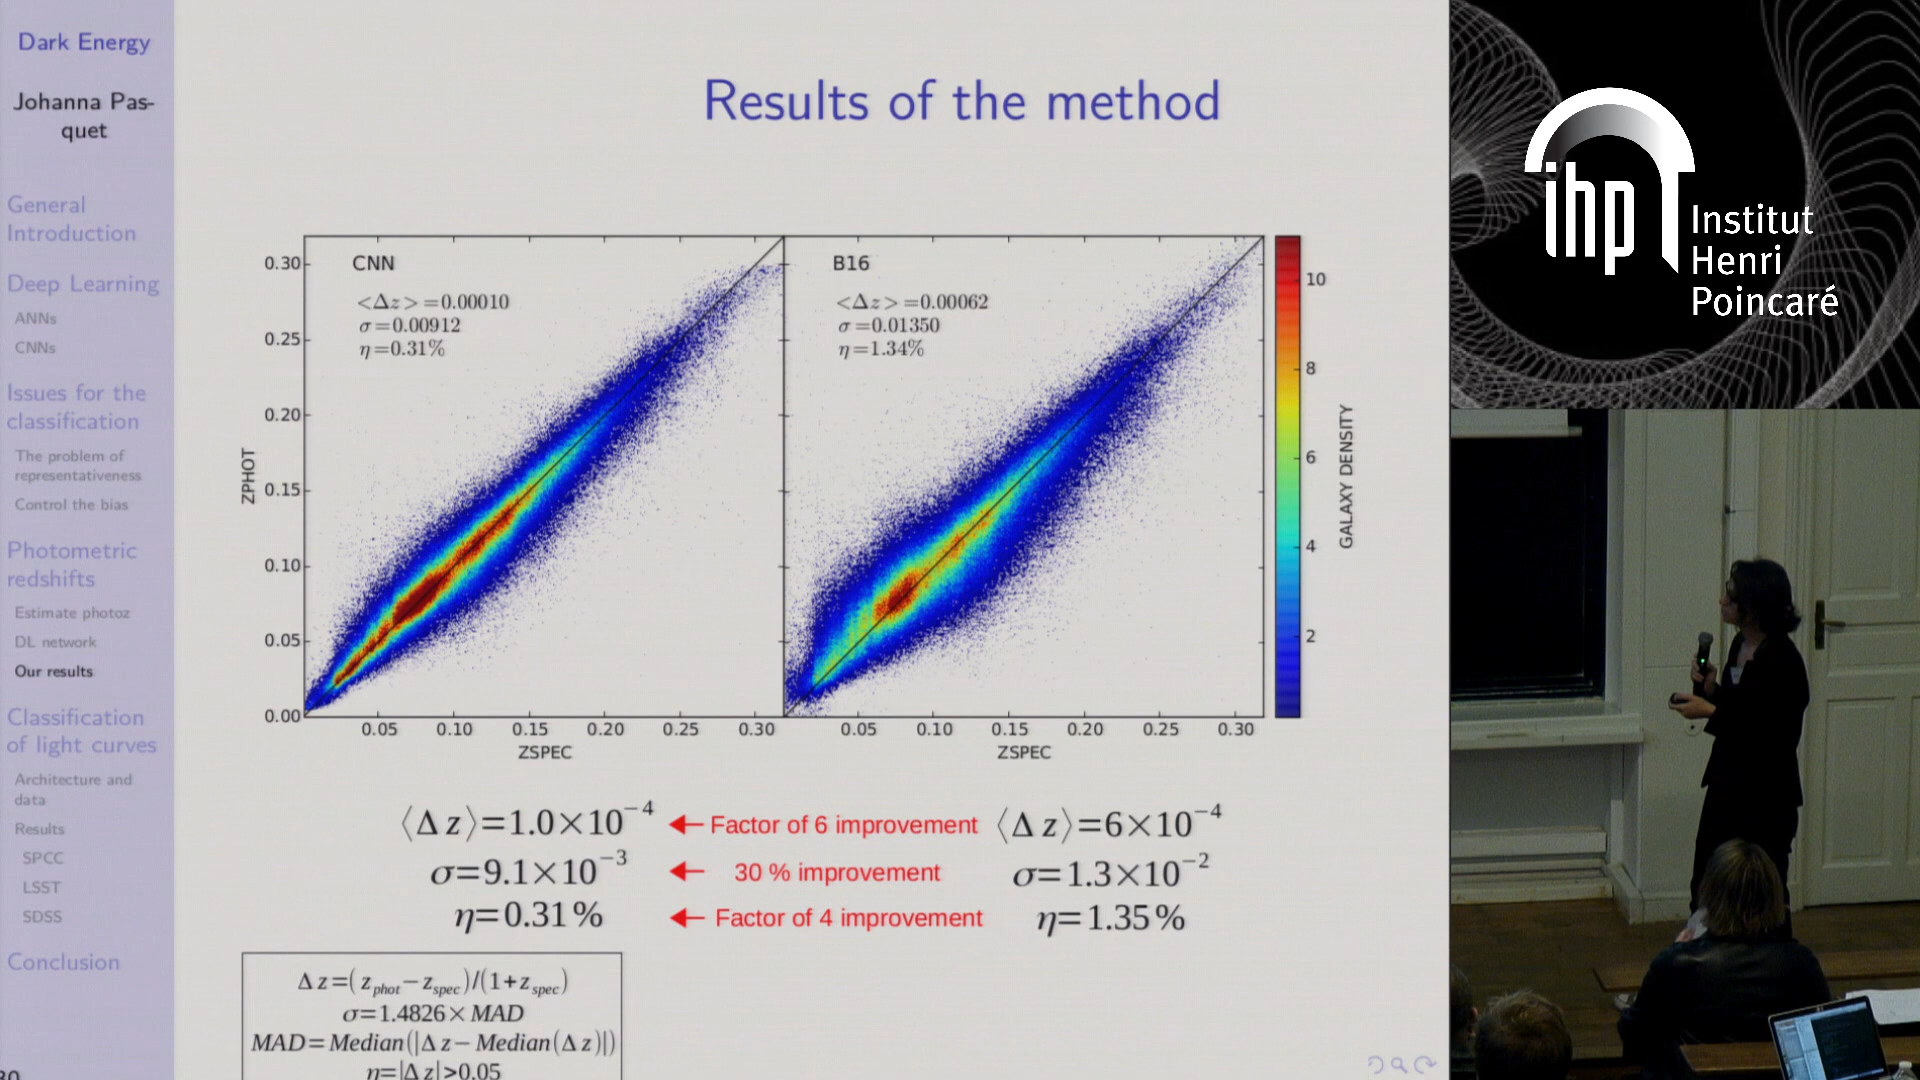 Dark Energy
Johanna Pas-
quet
General
Introduction
Deep Learning
ANNs
CNNs
Issues for the
classification
The problem of
representativeness
Control the bias
Photometric
redshifts
Estimate photoz
DL network
Our results
Classification
of light curves
Architecture and
data
Results
SPCC
LSST
SDSS
Conclusion
Results of the method
CNN
<Δz>=0.00010
σ=0.00912
η=0.31%
B16
<Δz>=0.00062
σ=0.01350
η=1.34%
0.30
0.25
0.20
0.15
0.10
0.05
0.00
ZPHOT
0.05 0.10 0.15 0.20 0.25 0.30
ZSPEC
0.05 0.10 0.15 0.20 0.25 0.30
ZSPEC
10
8
6
4
2
GALAXY DENSITY
⟨Δ z⟩=1.0×10⁻⁴ ← Factor of 6 improvement ⟨Δ z⟩=6×10⁻⁴
σ=9.1×10⁻³ ← 30 % improvement σ=1.3×10⁻²
η=0.31% ← Factor of 4 improvement η=1.35%
Δ z=(z_phot−z_spec)/(1+z_spec)
σ=1.4826×MAD
MAD=Median(|Δ z−Median(Δ z)|)
η=|Δ z|>0.05
ihp
Institut
Henri
Poincaré